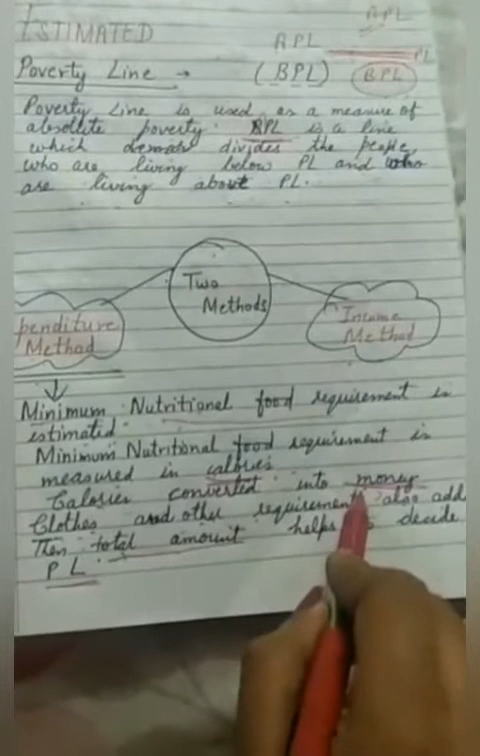 ESTIMATED
APL
APL
PL
Poverty Line → (BPL) BPL
Poverty Line is used as a measure of
absolute poverty. BPL is a line
which demar divides the people
who are living below PL and who
are living above PL.
Two
Methods
penditure
Method
Income
Method
Minimum Nutritional food requirement is
estimated.
Minimum Nutritional food requirement is
measured in calories
Calories converted into money
Clothes and other requirement also add
Then total amount helps decide
PL.